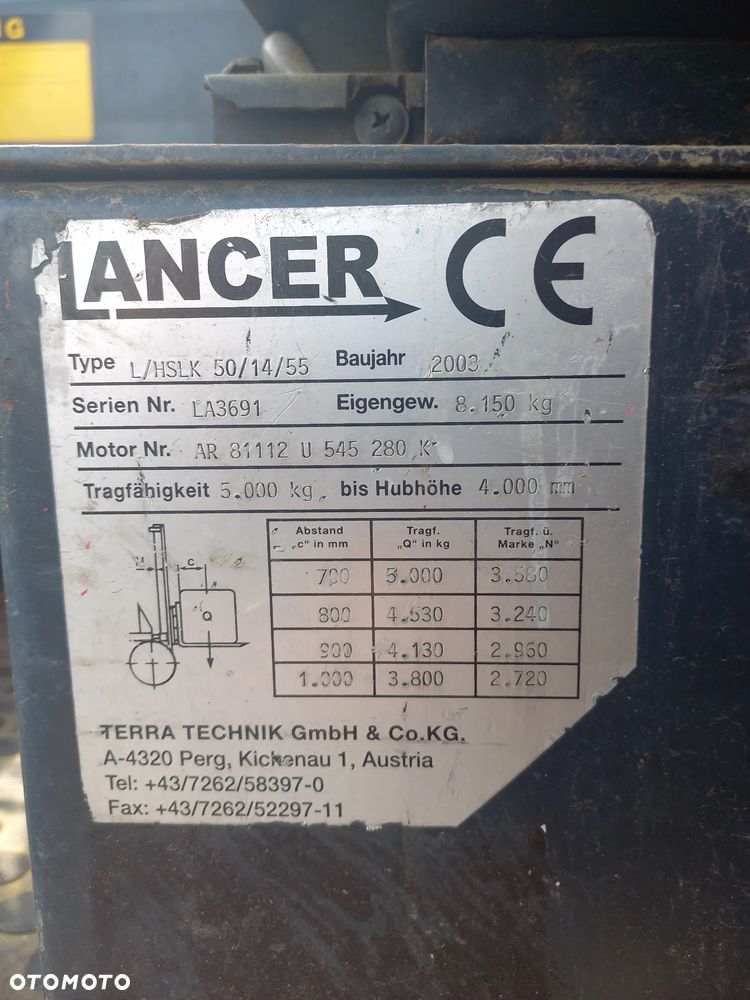 NG
LANCER CE
Type L/HSLK 50/14/55 Baujahr 2003
Serien Nr. LA3691 Eigengew. 8.150 kg
Motor Nr. AR 81112 U 545 280 K
Tragfähigkeit 5.000 kg bis Hubhöhe 4.000 mm
Abstand Tragf. Tragf. ü.
„c“ in mm „Q“ in kg Marke „N“
700 5.000 3.580
800 4.530 3.240
900 4.130 2.960
1.000 3.800 2.720
C
Q
TERRA TECHNIK GmbH & Co.KG.
A-4320 Perg, Kickenau 1, Austria
Tel: +43/7262/58397-0
Fax: +43/7262/52297-11
OTOMOTO